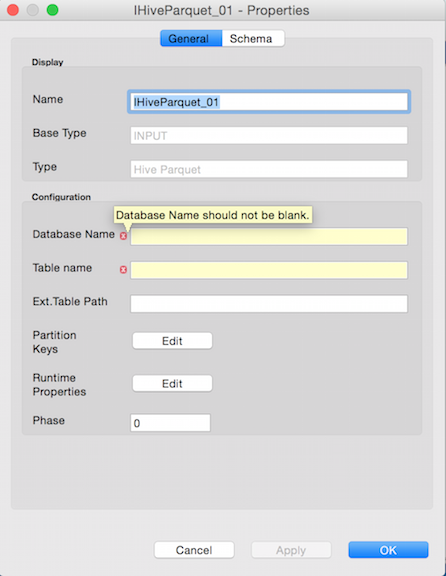 IHiveParquet_01 - Properties
General
Schema
Display
Name
IHiveParquet_01
Base Type
INPUT
Type
Hive Parquet
Configuration
Database Name should not be blank.
Database Name
Table name
Ext.Table Path
Partition
Keys
Edit
Runtime
Properties
Edit
Phase
0
Cancel
Apply
OK